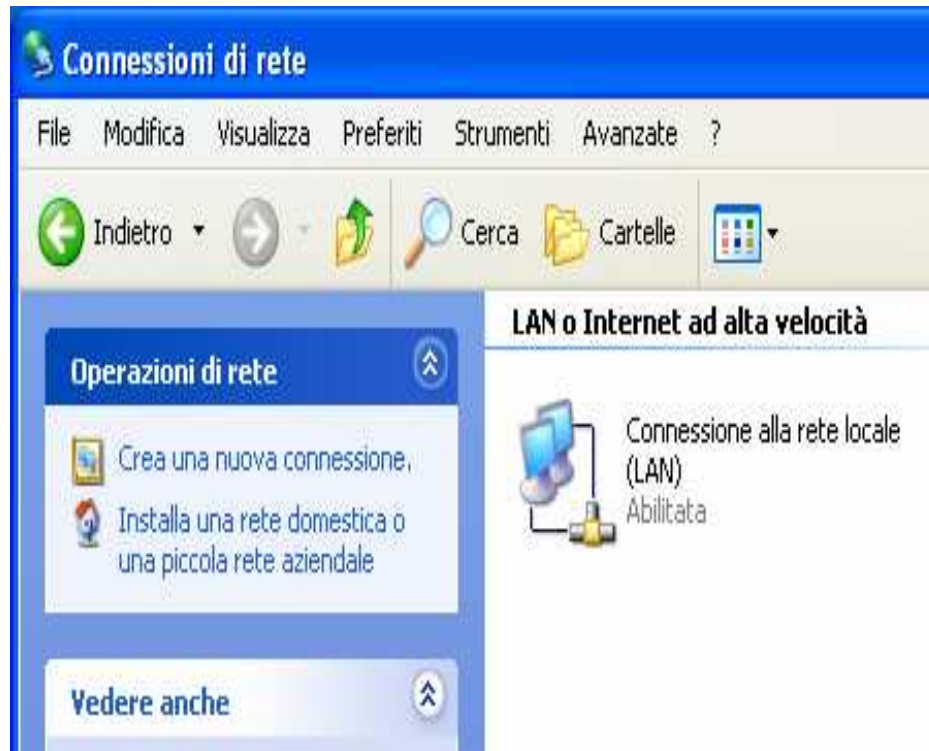 Connessioni di rete
File Modifica Visualizza Preferiti Strumenti Avanzate ?
Indietro Cerca Cartelle
Operazioni di rete
Crea una nuova connessione.
Installa una rete domestica o
una piccola rete aziendale
Vedere anche
LAN o Internet ad alta velocità
Connessione alla rete locale
(LAN)
Abilitata